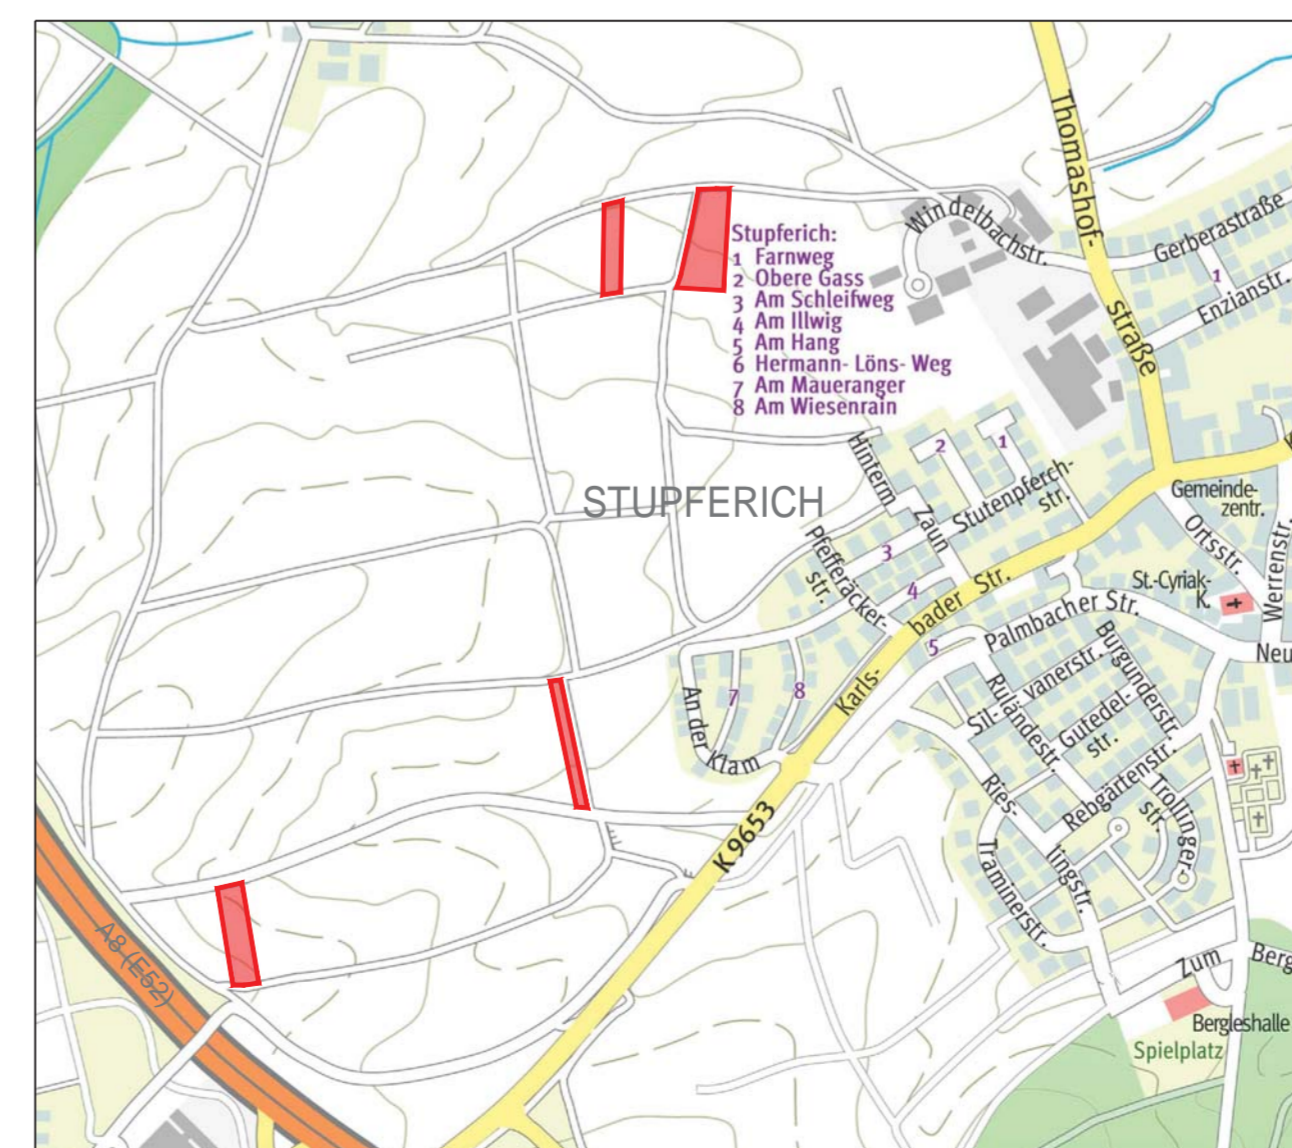 Thomashof-
straße
Windelbachstr.
Gerberastraße
1
Enzianstr.
Stupferich:
1 Farnweg
2 Obere Gass
3 Am Schleifweg
4 Am Illwig
5 Am Hang
6 Hermann- Löns- Weg
7 Am Maueranger
8 Am Wiesenrain
Hinterm
Zaun
2
1
Stutenpferch-
str.
Gemeinde-
zentr.
STUPFERICH
Pfefferäcker-
str.
3
4
Ortsstr.
Werrenstr.
St.-Cyriak-
K.
Karls-
bader Str.
Palmbacher Str.
5
Neu
An der Klam
7
8
Burgunderstr.
Sil-
vanerstr.
Ruländestr.
Gutedel-
str.
Rebgärtenstr.
Trollinger-
str.
Ries-
lingstr.
Traminerstr.
K 9653
A8 (E52)
Zum
Berg
Bergleshalle
Spielplatz